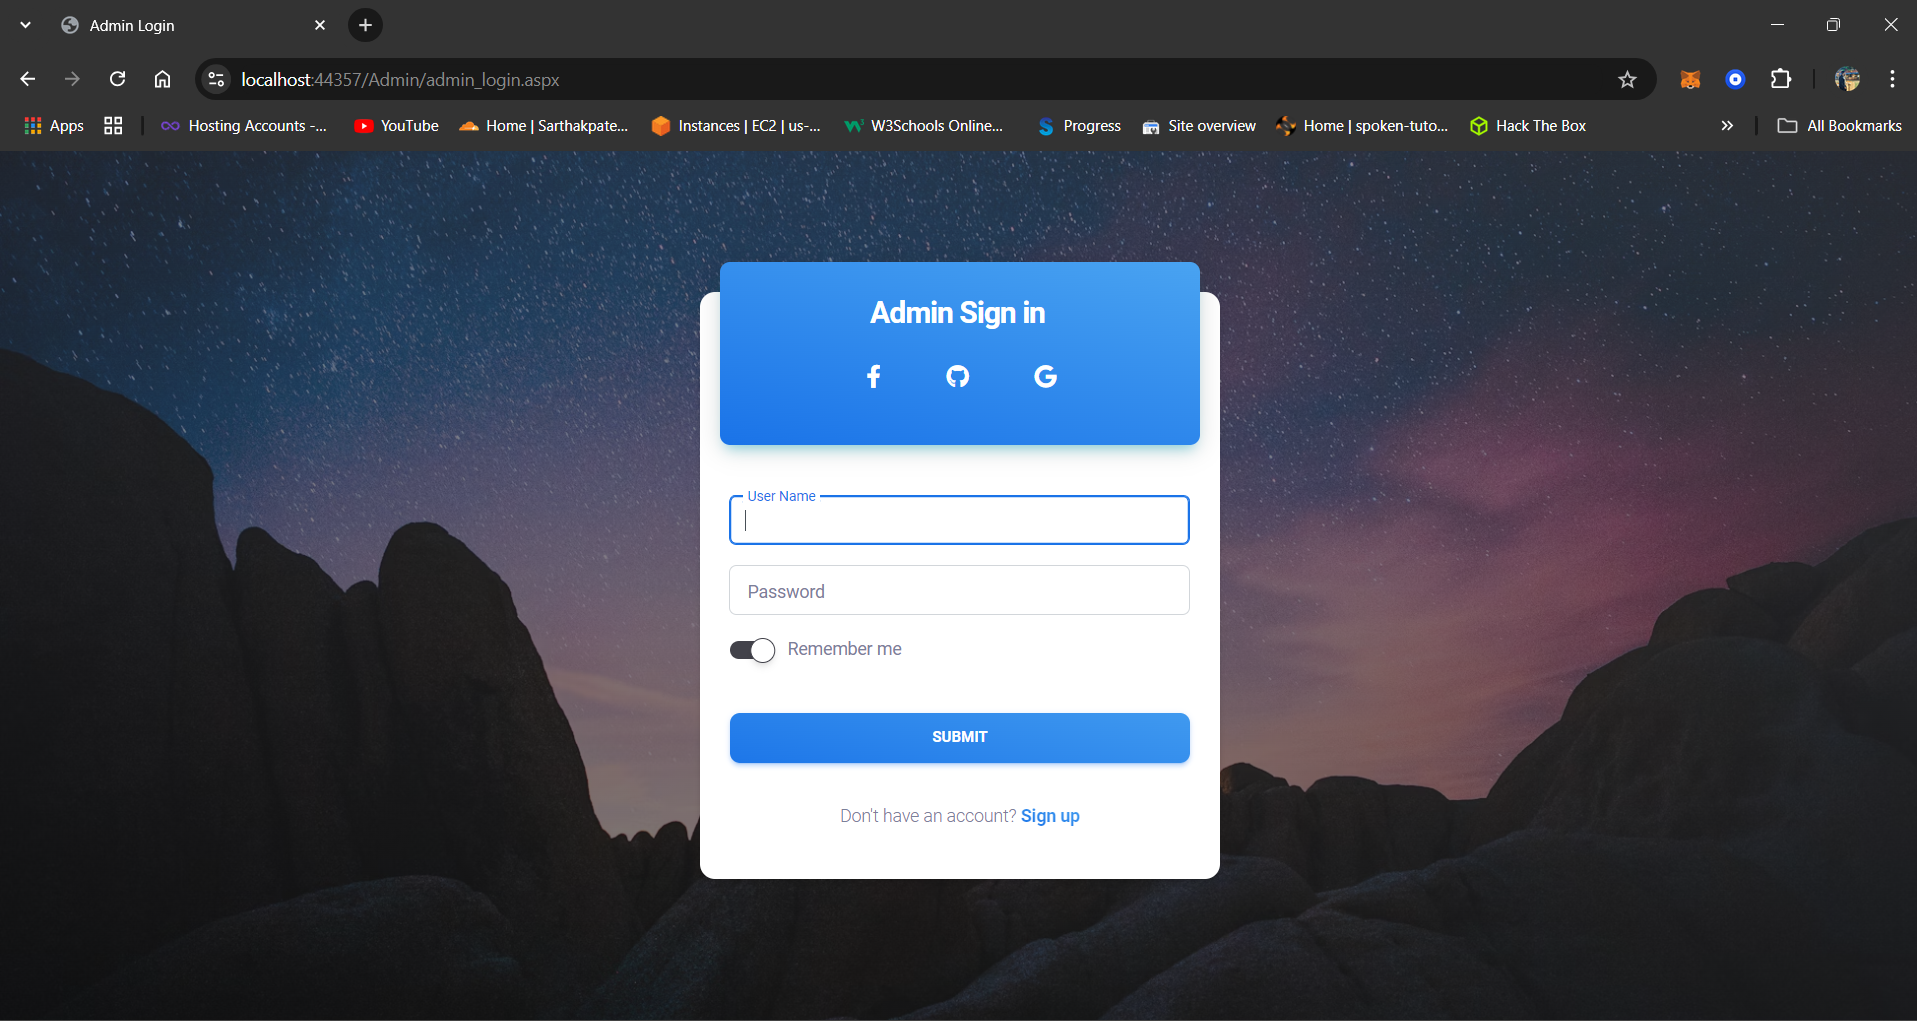 Admin Login
localhost:44357/Admin/admin_login.aspx
Apps
Hosting Accounts -...
YouTube
Home | Sarthakpate...
Instances | EC2 | us-...
W3Schools Online...
Progress
Site overview
Home | spoken-tuto...
Hack The Box
All Bookmarks
Admin Sign in
User Name
Password
Remember me
SUBMIT
Don't have an account? Sign up